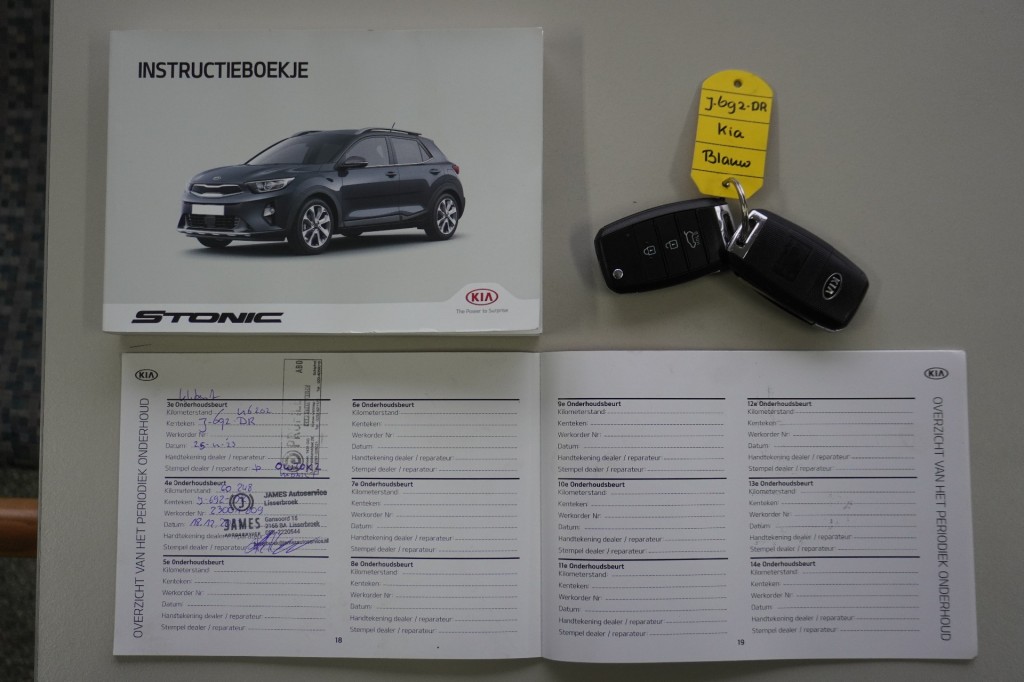 INSTRUCTIEBOEKJE
KIA
The Power to Surprise
STONIC
J-692-DR
Kia
KIA
KIA
OVERZICHT VAN HET PERIODIEK ONDERHOUD
3e Onderhoudsbeurt
Kilometerstand: 46202
Kenteken: J-692-DR
Werkorder Nr:
Datum:
Handtekening dealer / reparateur:
Stempel dealer / reparateur:
4e Onderhoudsbeurt
Kilometerstand: 60.248
Kenteken: J-692-
Werkorder Nr:
Datum: 18.12.
Handtekening dealer / reparateur:
Stempel dealer / reparateur:
JAMES Autoservice
Lisserbroek
JAMES
5e Onderhoudsbeurt
Kilometerstand:
Kenteken:
Werkorder Nr:
Datum:
Handtekening dealer / reparateur:
Stempel dealer / reparateur:
6e Onderhoudsbeurt
Kilometerstand:
Kenteken:
Werkorder Nr:
Datum:
Handtekening dealer / reparateur:
Stempel dealer / reparateur:
7e Onderhoudsbeurt
Kilometerstand:
Kenteken:
Werkorder Nr:
Datum:
Handtekening dealer / reparateur:
Stempel dealer / reparateur:
8e Onderhoudsbeurt
Kilometerstand:
Kenteken:
Werkorder Nr:
Datum:
Handtekening dealer / reparateur:
Stempel dealer / reparateur:
18
9e Onderhoudsbeurt
Kilometerstand:
Kenteken:
Werkorder Nr:
Datum:
Handtekening dealer / reparateur:
Stempel dealer / reparateur:
10e Onderhoudsbeurt
Kilometerstand:
Kenteken:
Werkorder Nr:
Datum:
Handtekening dealer / reparateur:
Stempel dealer / reparateur:
11e Onderhoudsbeurt
Kilometerstand:
Kenteken:
Werkorder Nr:
Datum:
Handtekening dealer / reparateur:
Stempel dealer / reparateur:
12e Onderhoudsbeurt
Kilometerstand:
Kenteken:
Werkorder Nr:
Datum:
Handtekening dealer / reparateur:
Stempel dealer / reparateur:
13e Onderhoudsbeurt
Kilometerstand:
Kenteken:
Werkorder Nr:
Datum:
Handtekening dealer / reparateur:
Stempel dealer / reparateur:
14e Onderhoudsbeurt
Kilometerstand:
Kenteken:
Werkorder Nr:
Datum:
Handtekening dealer / reparateur:
Stempel dealer / reparateur:
19
KIA
OVERZICHT VAN HET PERIODIEK ONDERHOUD